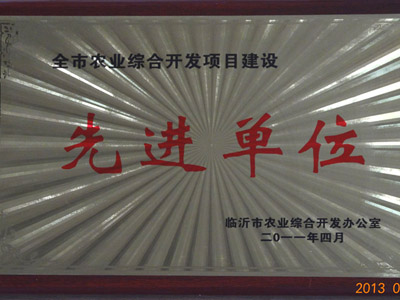 全市农业综合开发项目建设
先进单位
临沂市农业综合开发办公室
二0一一年四月
2013 0